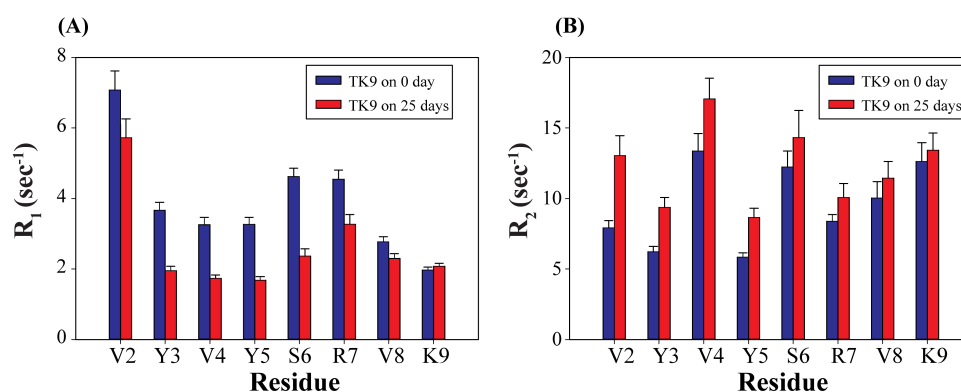 (A)
8
6
4
2
0
R₁ (sec⁻¹)
TK9 on 0 day
TK9 on 25 days
V2 Y3 V4 Y5 S6 R7 V8 K9
Residue
(B)
20
15
10
5
0
R₂ (sec⁻¹)
TK9 on 0 day
TK9 on 25 days
V2 Y3 V4 Y5 S6 R7 V8 K9
Residue